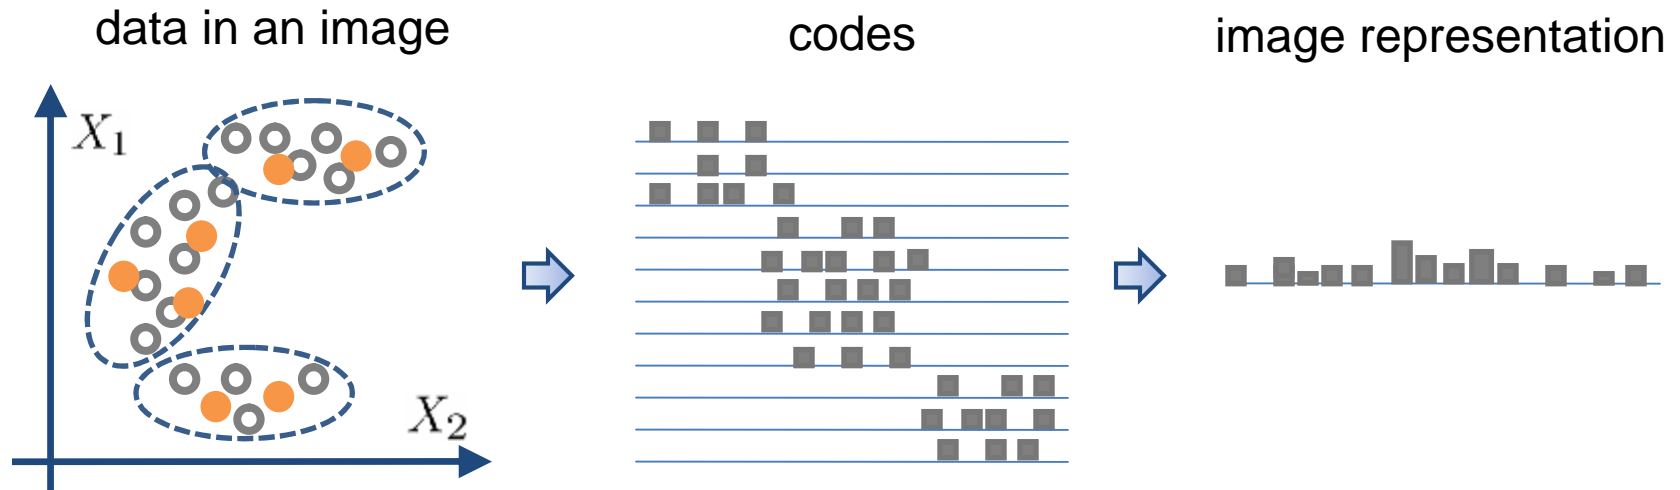 data in an image
codes
image representation
X₁
X₂